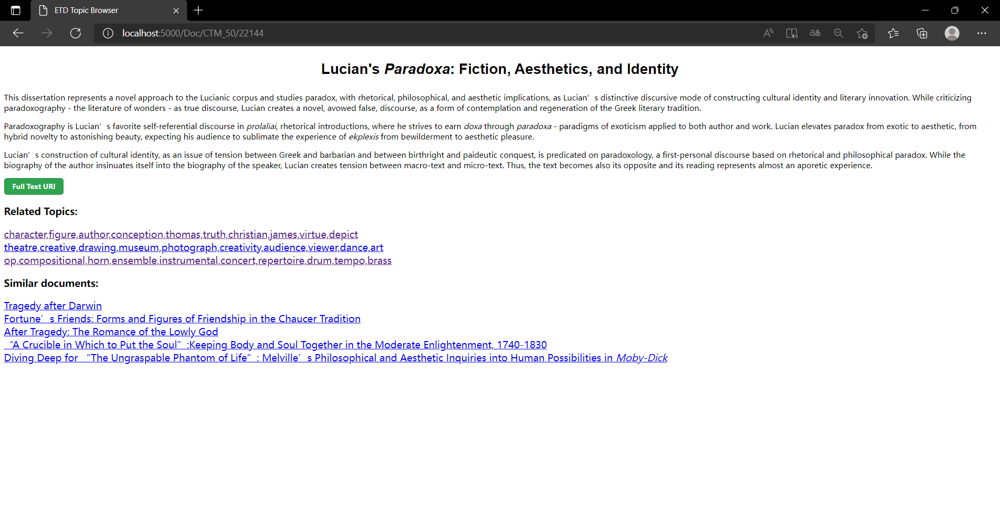 ETD Topic Browser
localhost:5000/Doc/CTM_50/22144
Lucian's Paradoxa: Fiction, Aesthetics, and Identity
This dissertation represents a novel approach to the Lucianic corpus and studies paradox, with rhetorical, philosophical, and aesthetic implications, as Lucian’s distinctive discursive mode of constructing cultural identity and literary innovation. While criticizing
paradoxography - the literature of wonders - as true discourse, Lucian creates a novel, avowed false, discourse, as a form of contemplation and regeneration of the Greek literary tradition.
Paradoxography is Lucian’s favorite self-referential discourse in prolaliai, rhetorical introductions, where he strives to earn doxa through paradoxa - paradigms of exoticism applied to both author and work. Lucian elevates paradox from exotic to aesthetic, from
hybrid novelty to astonishing beauty, expecting his audience to sublimate the experience of ekplexis from bewilderment to aesthetic pleasure.
Lucian’s construction of cultural identity, as an issue of tension between Greek and barbarian and between birthright and paideutic conquest, is predicated on paradoxology, a first-personal discourse based on rhetorical and philosophical paradox. While the
biography of the author insinuates itself into the biography of the speaker, Lucian creates tension between macro-text and micro-text. Thus, the text becomes also its opposite and its reading represents almost an aporetic experience.
Full Text URI
Related Topics:
character,figure,author,conception,thomas,truth,christian,james,virtue,depict
theatre,creative,drawing,museum,photograph,creativity,audience,viewer,dance,art
op,compositional,horn,ensemble,instrumental,concert,repertoire,drum,tempo,brass
Similar documents:
Tragedy after Darwin
Fortune’s Friends: Forms and Figures of Friendship in the Chaucer Tradition
After Tragedy: The Romance of the Lowly God
“A Crucible in Which to Put the Soul”:Keeping Body and Soul Together in the Moderate Enlightenment, 1740-1830
Diving Deep for “The Ungraspable Phantom of Life”: Melville’s Philosophical and Aesthetic Inquiries into Human Possibilities in Moby-Dick